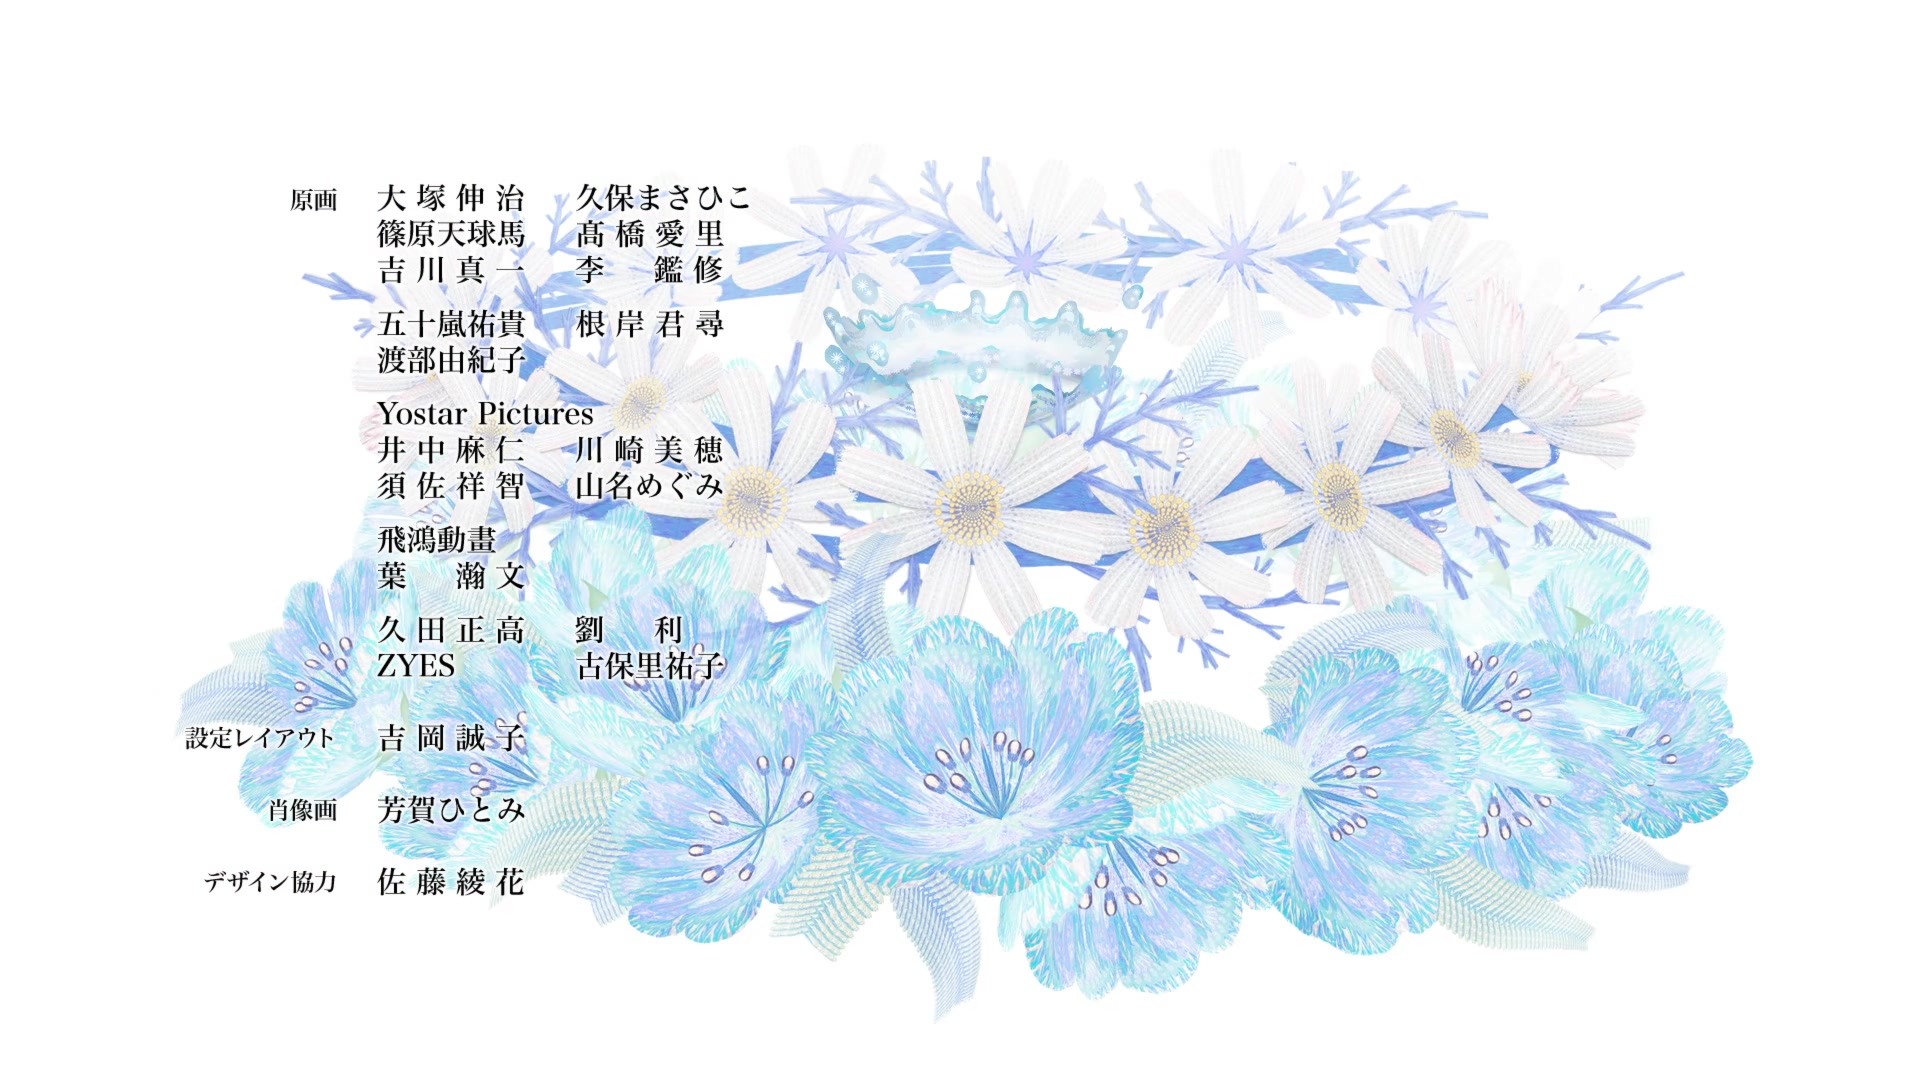 原画 大塚伸治 久保まさひこ
篠原天球馬 髙橋愛里
吉川真一 李鑑修
五十嵐祐貴 根岸君尋
渡部由紀子
Yostar Pictures
井中麻仁 川崎美穂
須佐祥智 山名めぐみ
飛鴻動畫
葉瀚文
久田正高 劉利
ZYES 古保里祐子
設定レイアウト 吉岡誠子
肖像画 芳賀ひとみ
デザイン協力 佐藤綾花